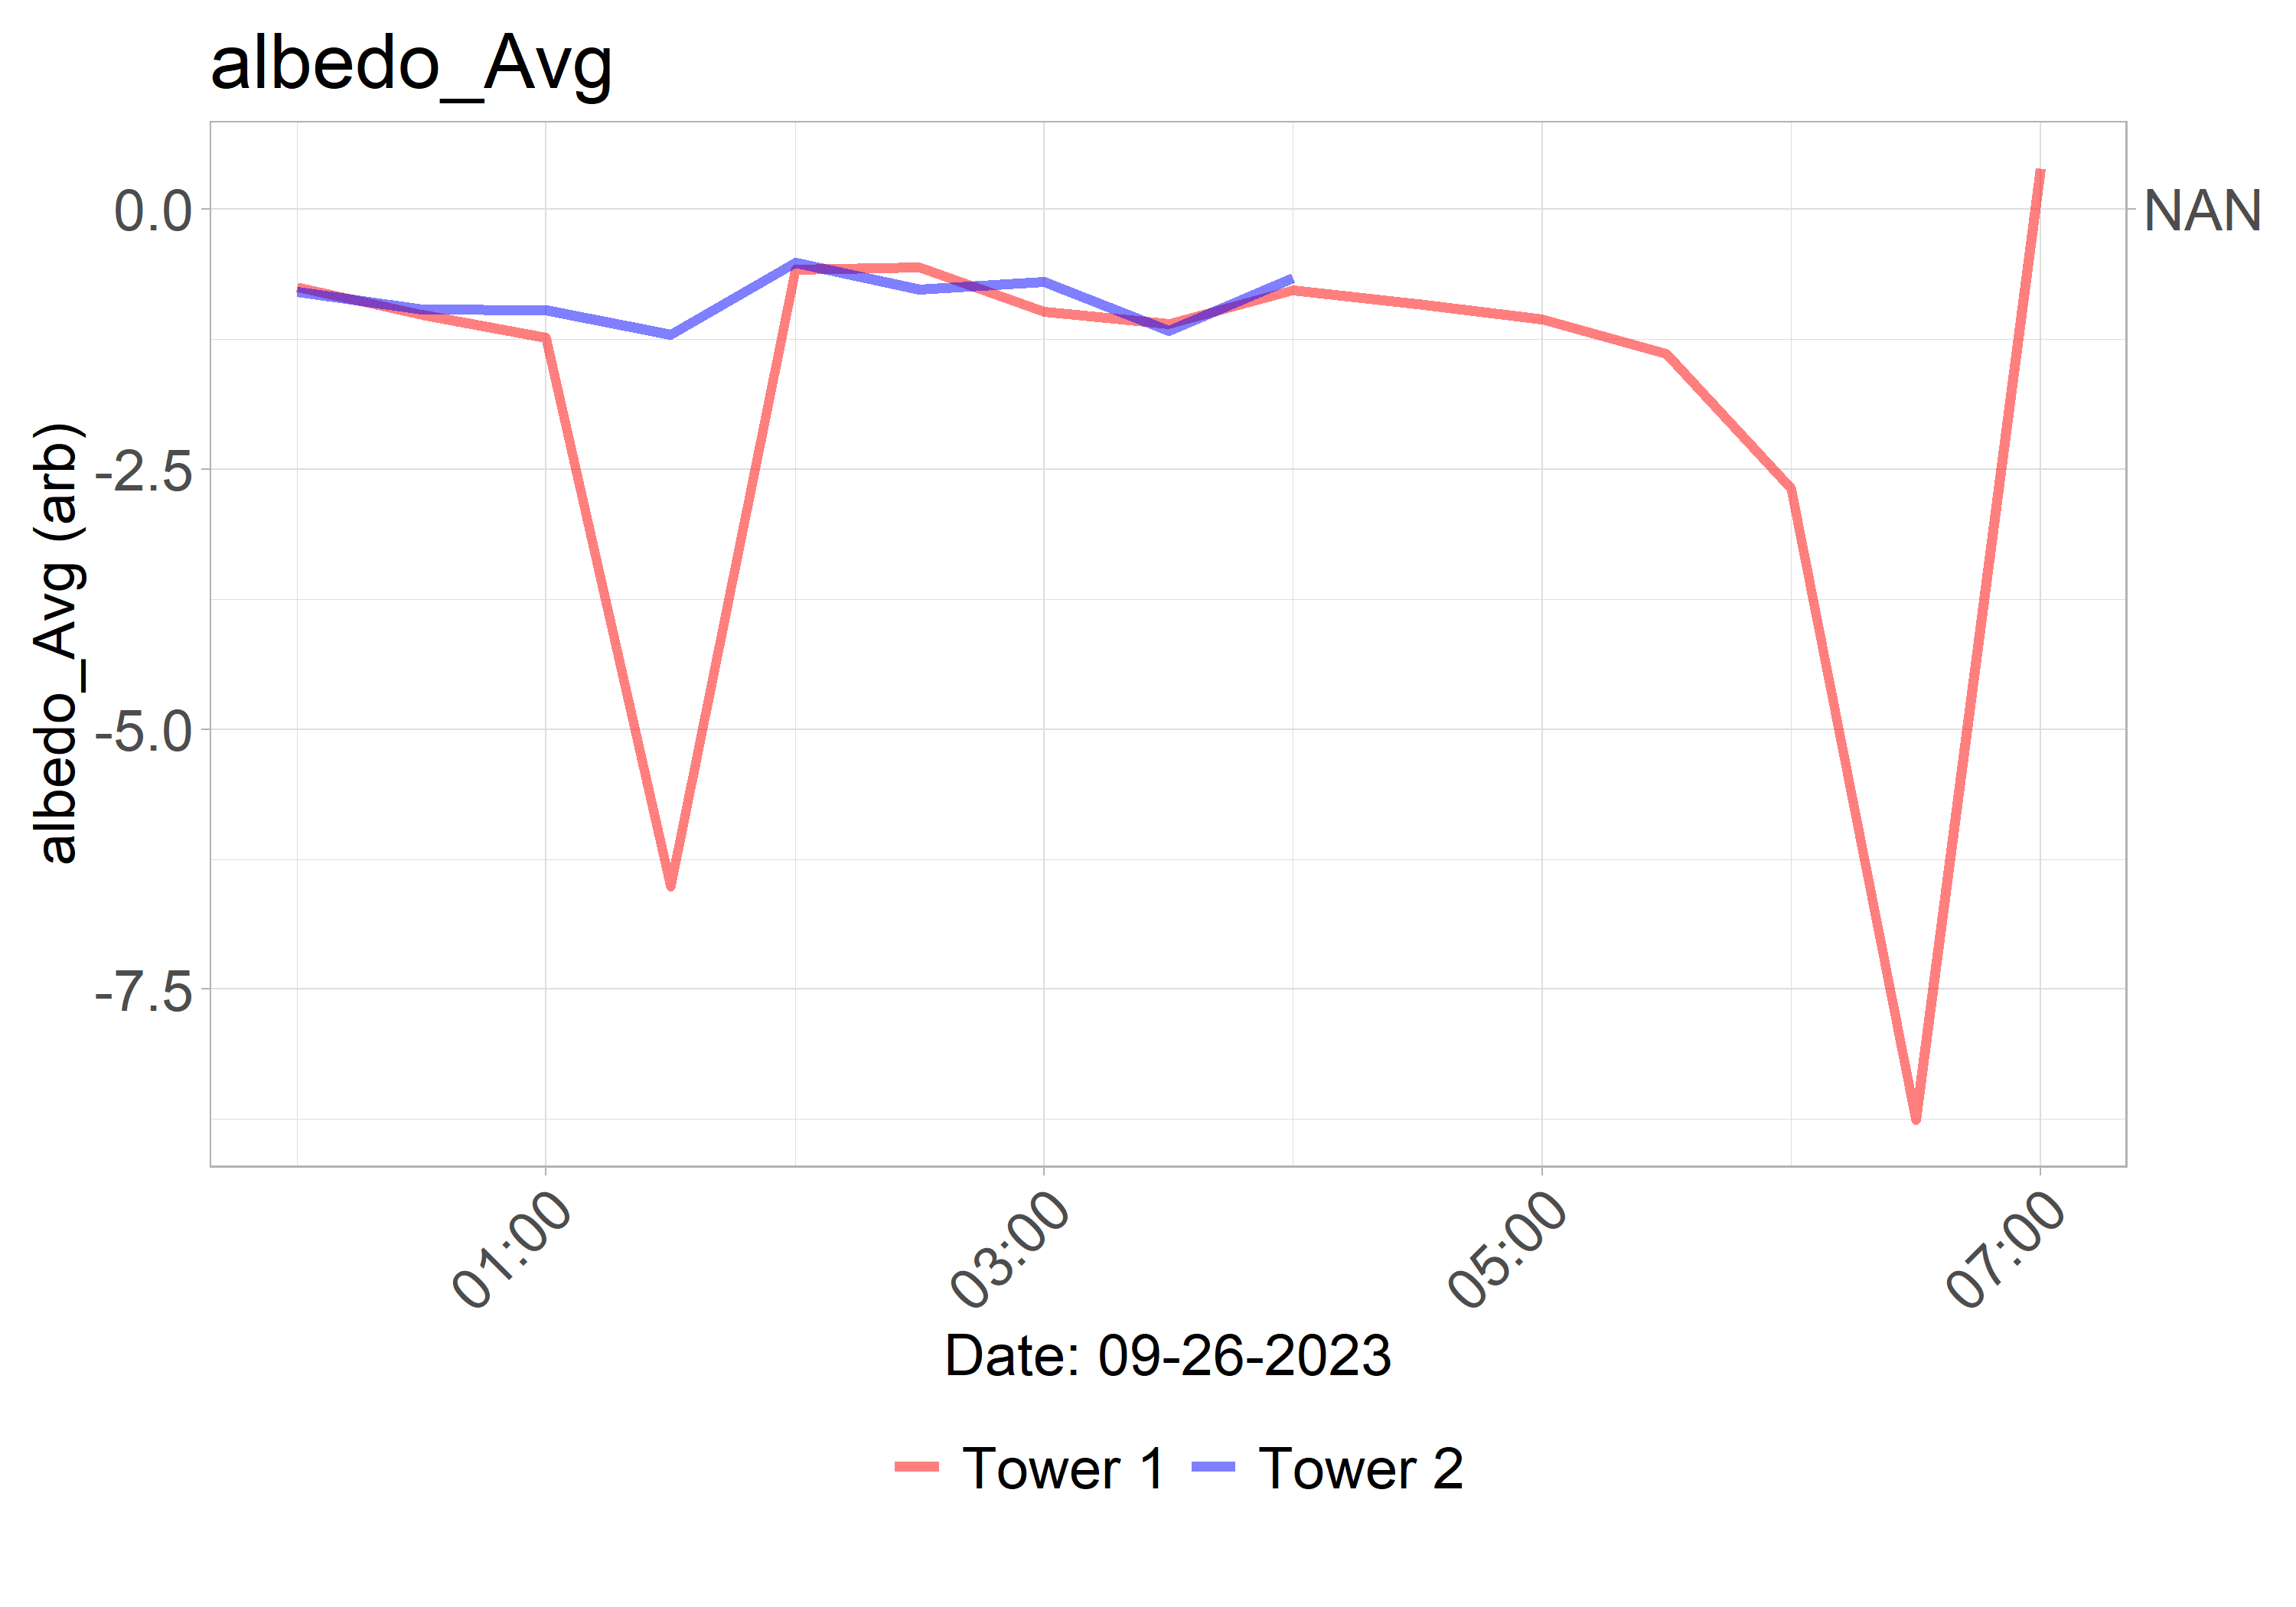 albedo_Avg
albedo_Avg (arb)
0.0
-2.5
-5.0
-7.5
NAN
01:00
03:00
05:00
07:00
Date: 09-26-2023
Tower 1 Tower 2